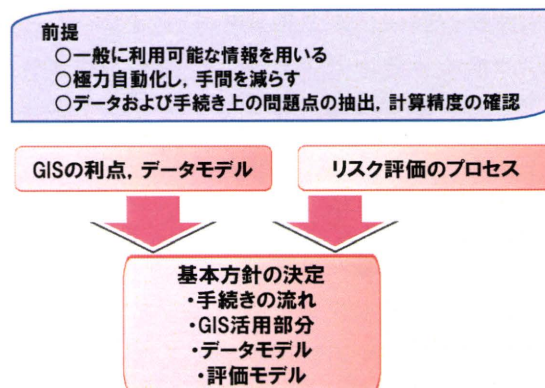 前提
○一般に利用可能な情報を用いる
○極力自動化し，手間を減らす
○データおよび手続き上の問題点の抽出，計算精度の確認
GISの利点，データモデル
リスク評価のプロセス
基本方針の決定
・手続きの流れ
・GIS活用部分
・データモデル
・評価モデル